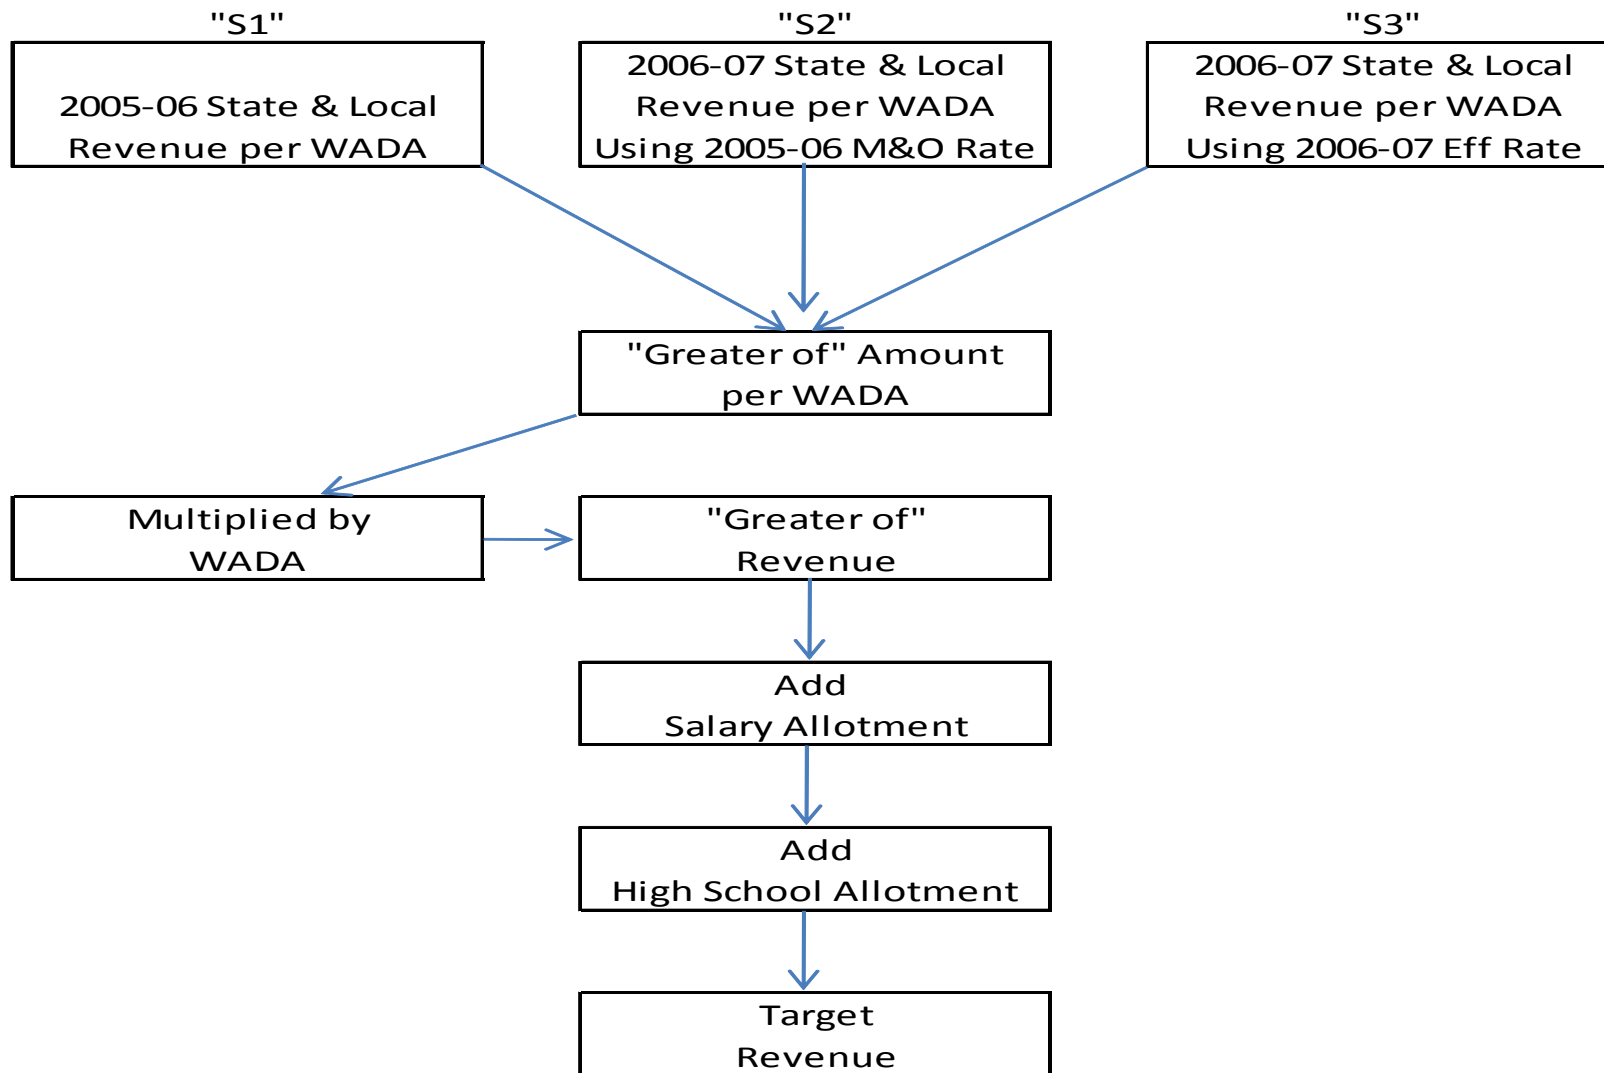 "S1"
2005-06 State & Local
Revenue per WADA
"S2"
2006-07 State & Local
Revenue per WADA
Using 2005-06 M&O Rate
"S3"
2006-07 State & Local
Revenue per WADA
Using 2006-07 Eff Rate
"Greater of" Amount
per WADA
Multiplied by
WADA
"Greater of"
Revenue
Add
Salary Allotment
Add
High School Allotment
Target
Revenue